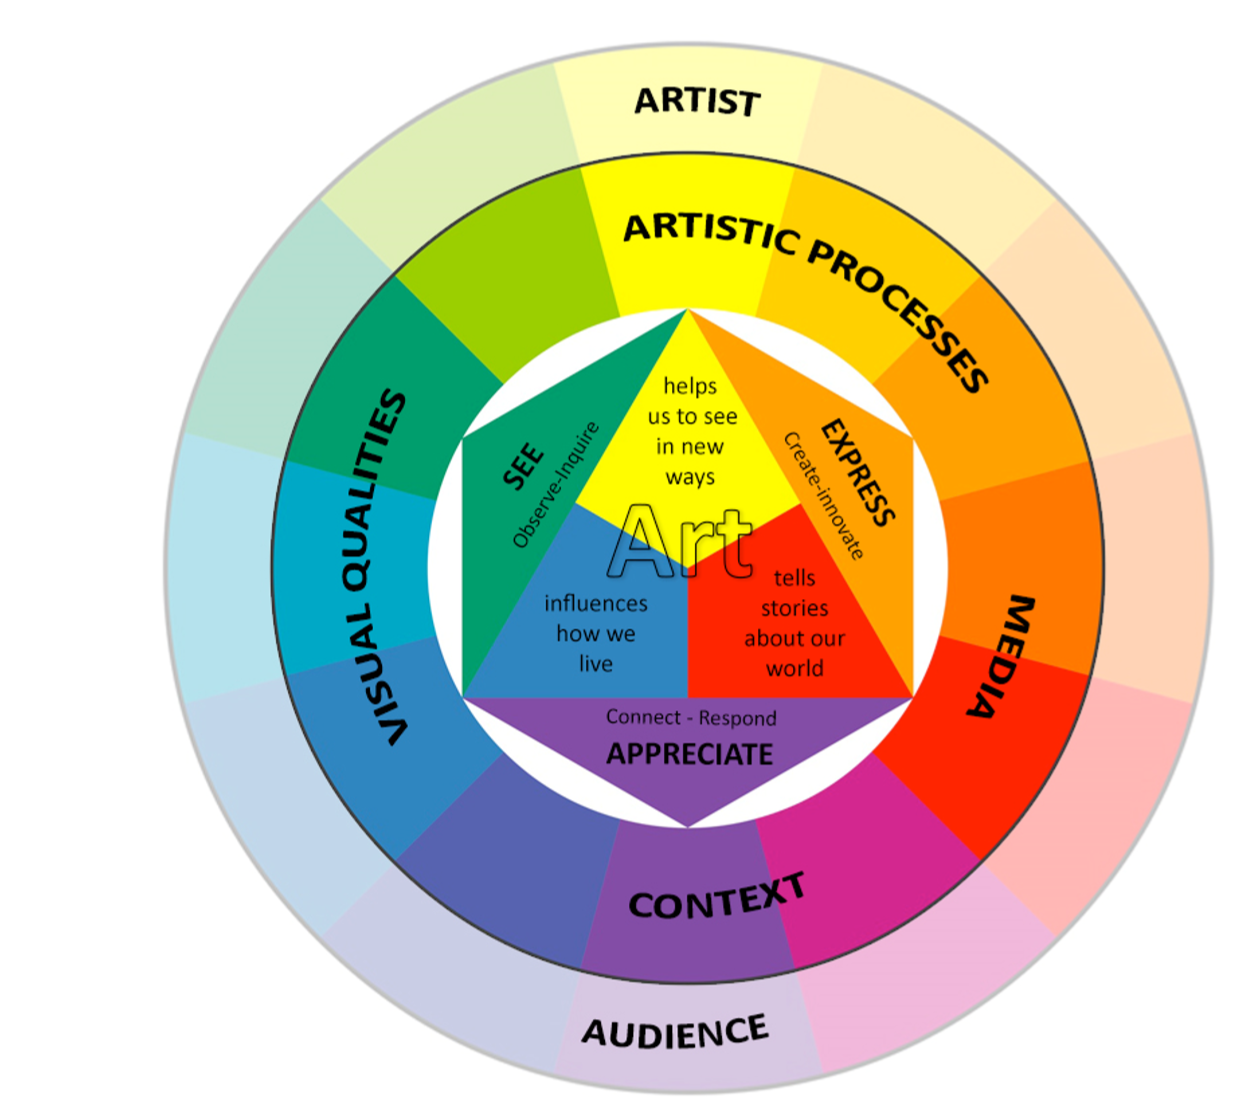 ARTIST
ARTISTIC PROCESSES
helps
us to see
in new
ways
SEE
Observe-Inquire
EXPRESS
Create-innovate
VISUAL QUALITIES
Art
influences
how we
live
tells
stories
about our
world
MEDIA
Connect - Respond
APPRECIATE
CONTEXT
AUDIENCE